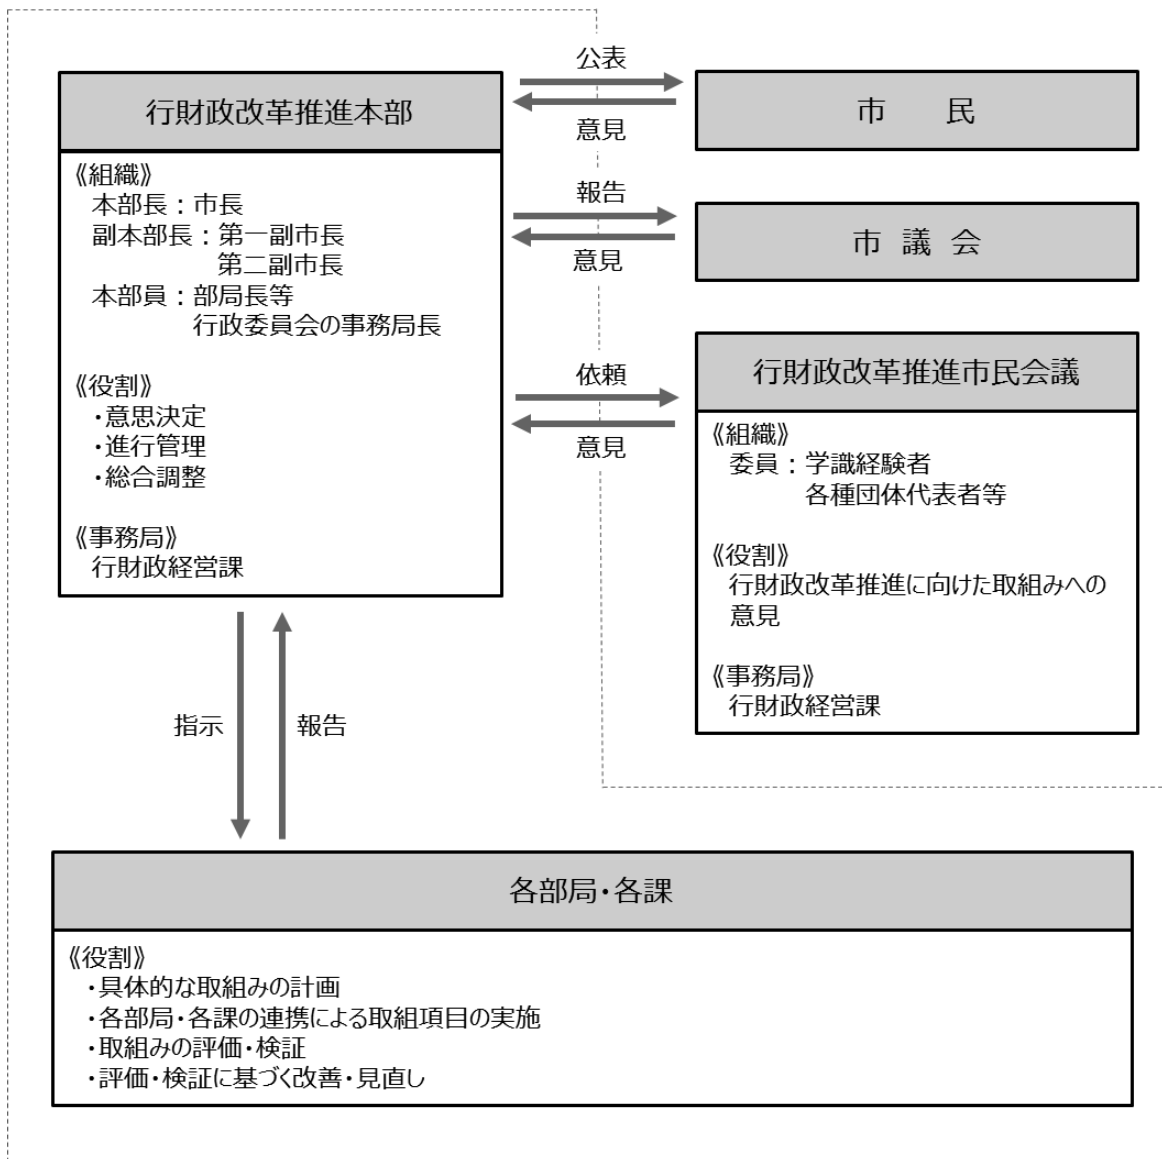 行財政改革推進本部
《組織》
本部長：市長
副本部長：第一副市長
第二副市長
本部員：部局長等
行政委員会の事務局長
《役割》
・意思決定
・進行管理
・総合調整
《事務局》
行財政経営課
公表
意見
報告
意見
依頼
意見
市　　民
市　議　会
行財政改革推進市民会議
《組織》
委員：学識経験者
各種団体代表者等
《役割》
行財政改革推進に向けた取組みへの
意見
《事務局》
行財政経営課
指示
報告
各部局・各課
《役割》
・具体的な取組みの計画
・各部局・各課の連携による取組項目の実施
・取組みの評価・検証
・評価・検証に基づく改善・見直し